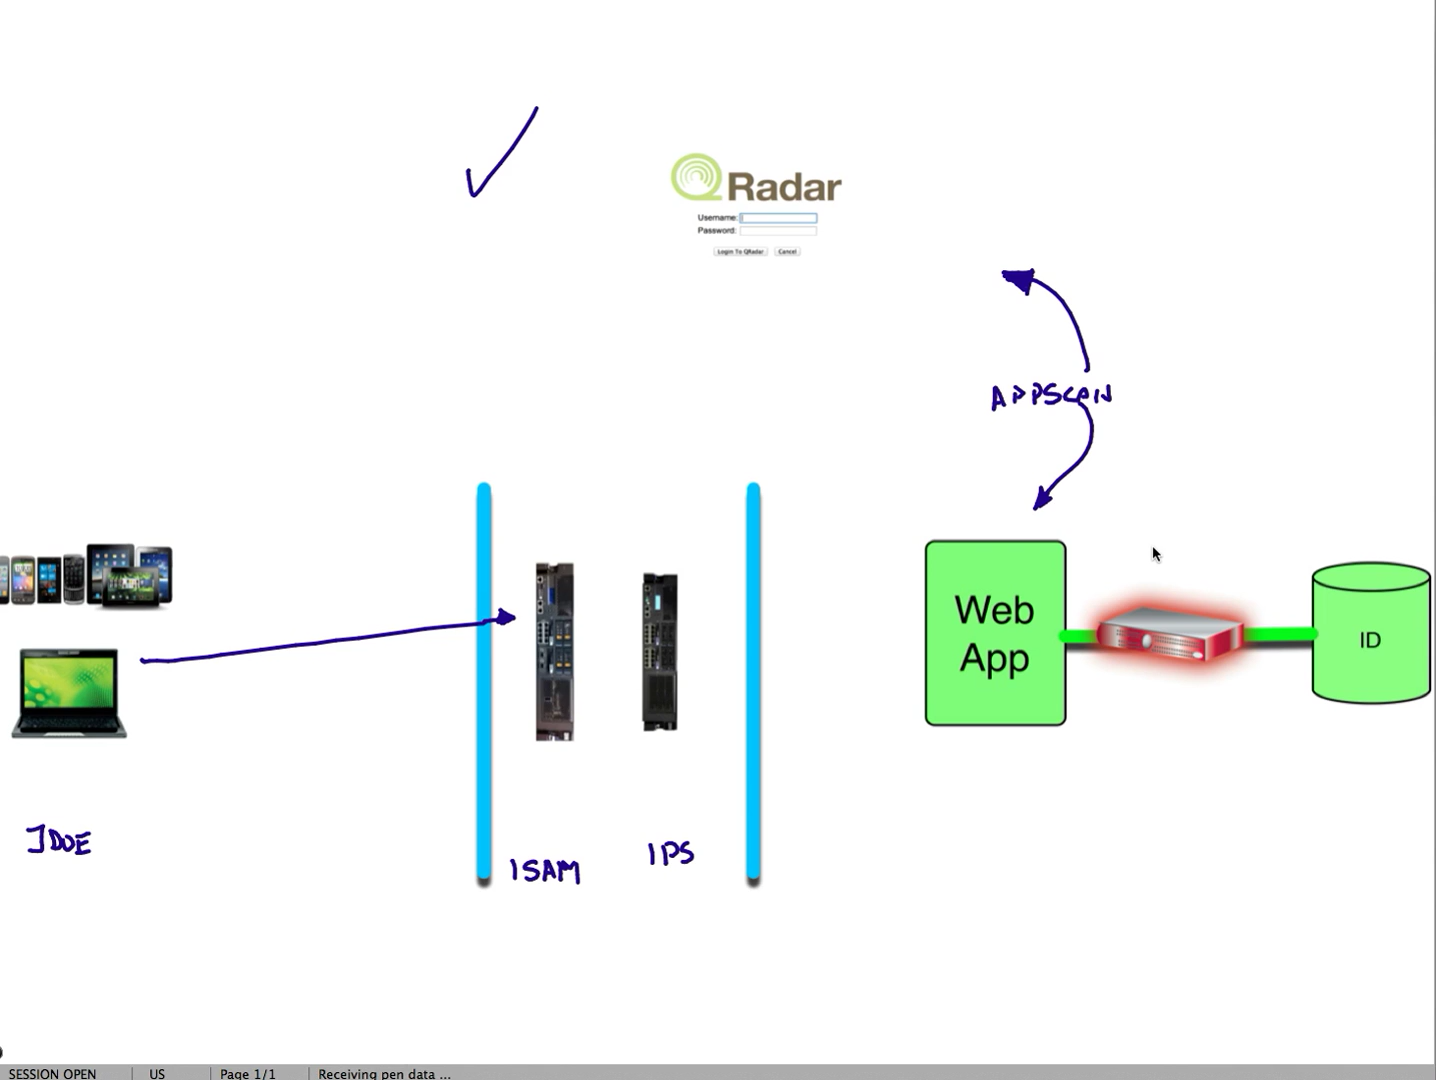 QRadar
Username:
Password:
Login To QRadar Cancel
APPSCAN
Web
App
ID
JDOE
ISAM
IPS
SESSION OPEN US Page 1/1 Receiving pen data ...